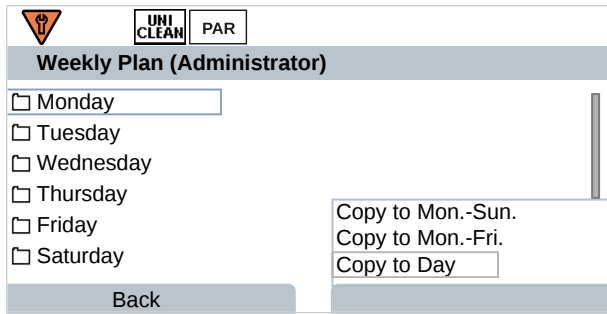 UNI
CLEAN
PAR
Weekly Plan (Administrator)
Monday
Tuesday
Wednesday
Thursday
Friday
Saturday
Copy to Mon.-Sun.
Copy to Mon.-Fri.
Copy to Day
Back